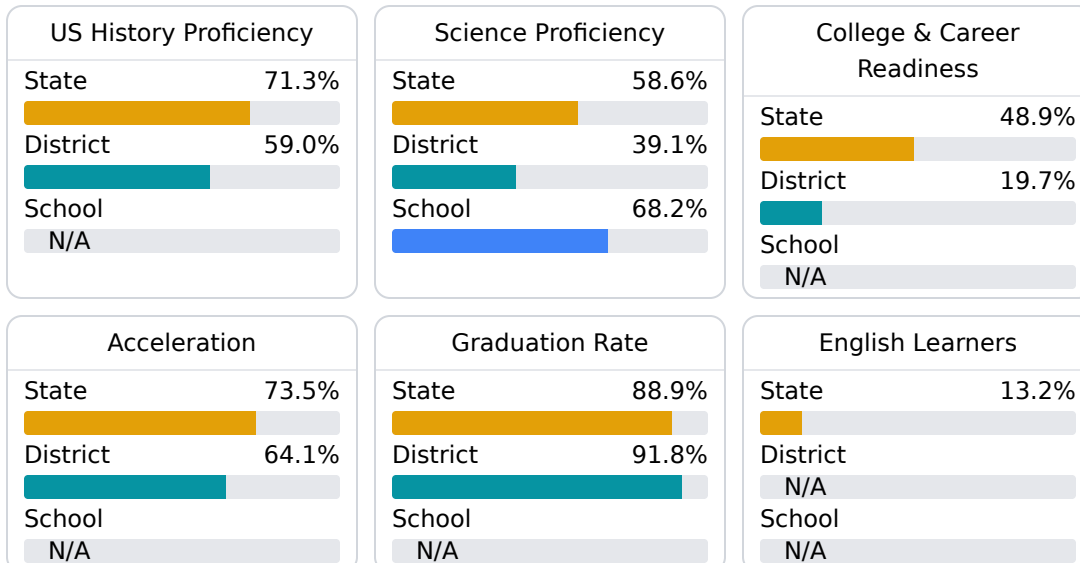 US History Proficiency
State 71.3%
District 59.0%
School
N/A
Science Proficiency
State 58.6%
District 39.1%
School 68.2%
College & Career
Readiness
State 48.9%
District 19.7%
School
N/A
Acceleration
State 73.5%
District 64.1%
School
N/A
Graduation Rate
State 88.9%
District 91.8%
School
N/A
English Learners
State 13.2%
District
N/A
School
N/A